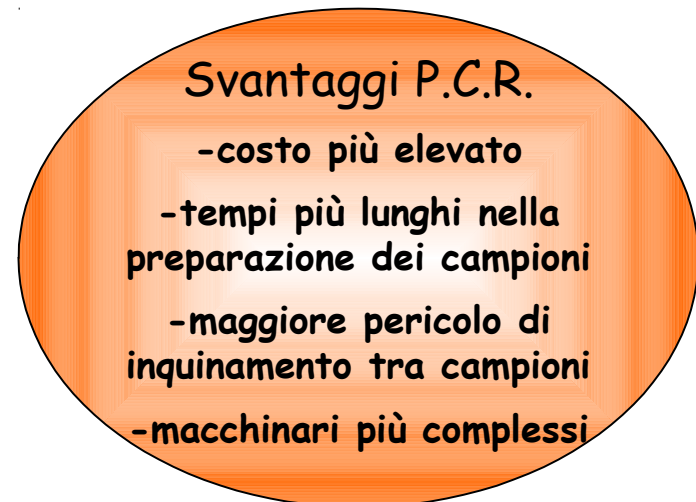 Svantaggi P.C.R.
-costo più elevato
-tempi più lunghi nella
preparazione dei campioni
-maggiore pericolo di
inquinamento tra campioni
-macchinari più complessi